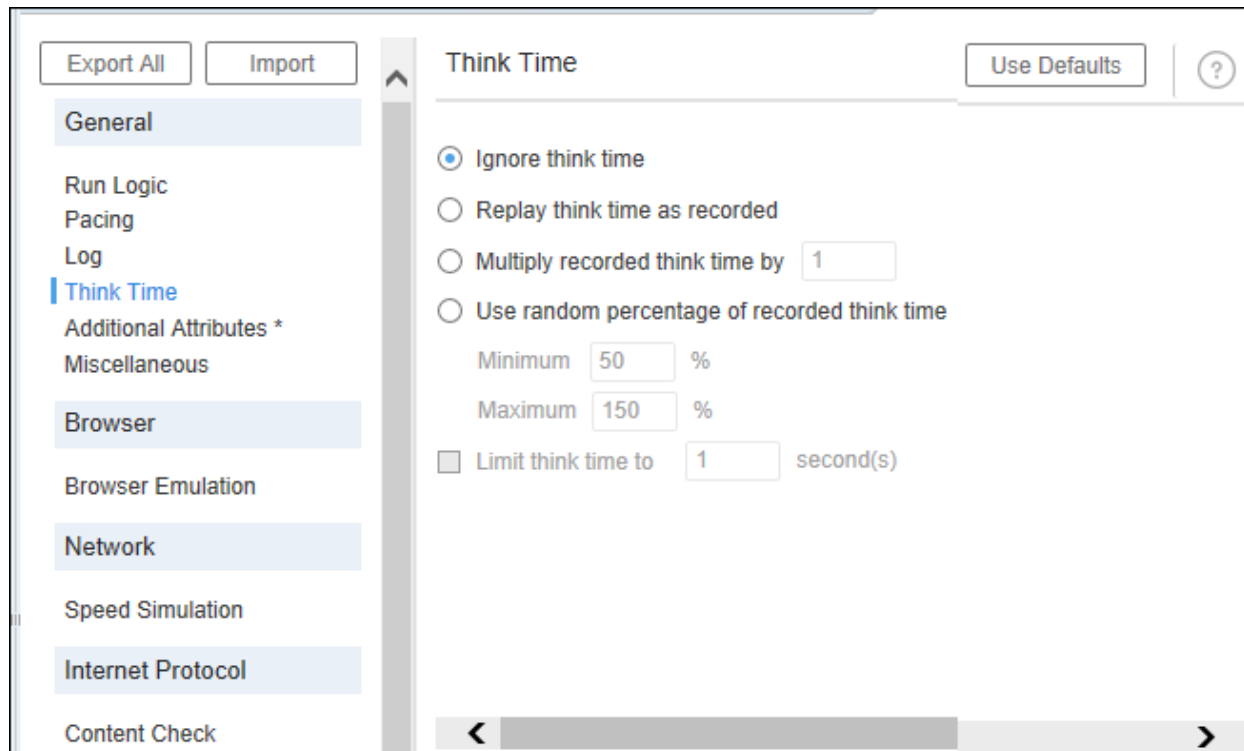 Export All
Import
General
Run Logic
Pacing
Log
Think Time
Additional Attributes *
Miscellaneous
Browser
Browser Emulation
Network
Speed Simulation
Internet Protocol
Content Check
Think Time
Use Defaults
?
Ignore think time
Replay think time as recorded
Multiply recorded think time by 1
Use random percentage of recorded think time
Minimum 50 %
Maximum 150 %
Limit think time to 1 second(s)